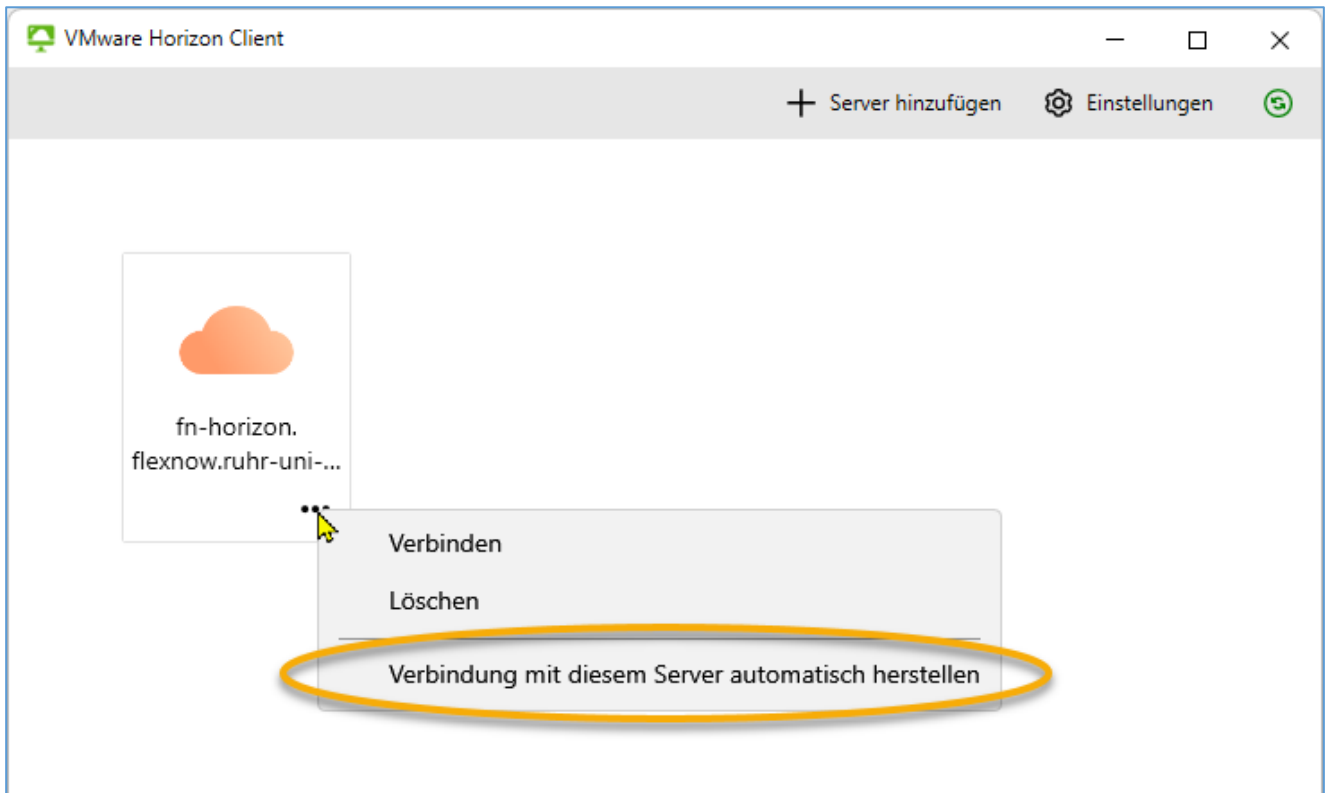 VMware Horizon Client
Server hinzufügen
Einstellungen
fn-horizon.
flexnow.ruhr-uni-...
Verbinden
Löschen
Verbindung mit diesem Server automatisch herstellen